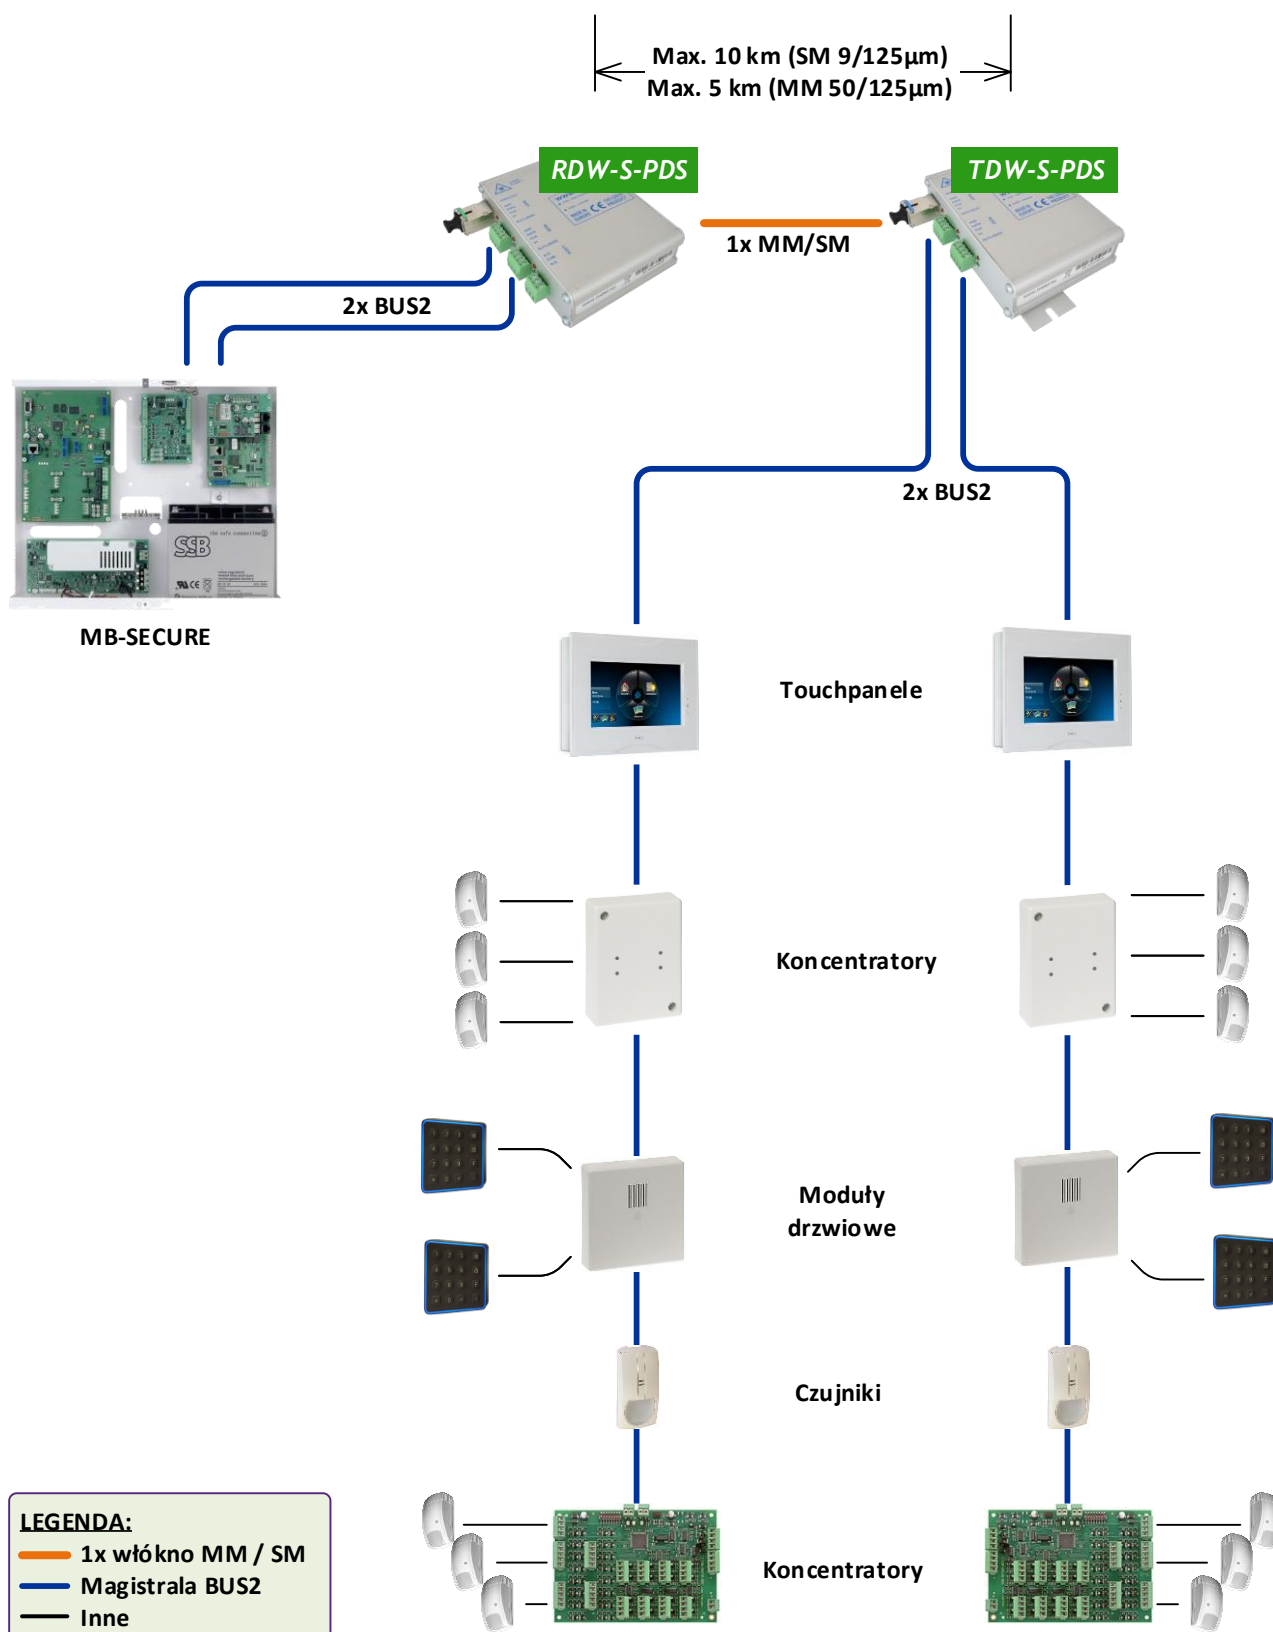 Max. 10 km (SM 9/125µm)
Max. 5 km (MM 50/125µm)
RDW-S-PDS
TDW-S-PDS
1x MM/SM
2x BUS2
2x BUS2
SSB
MB-SECURE
Touchpanele
Koncentratory
Moduły
drzwiowe
Czujniki
Koncentratory
LEGENDA:
1x włókno MM / SM
Magistrala BUS2
Inne